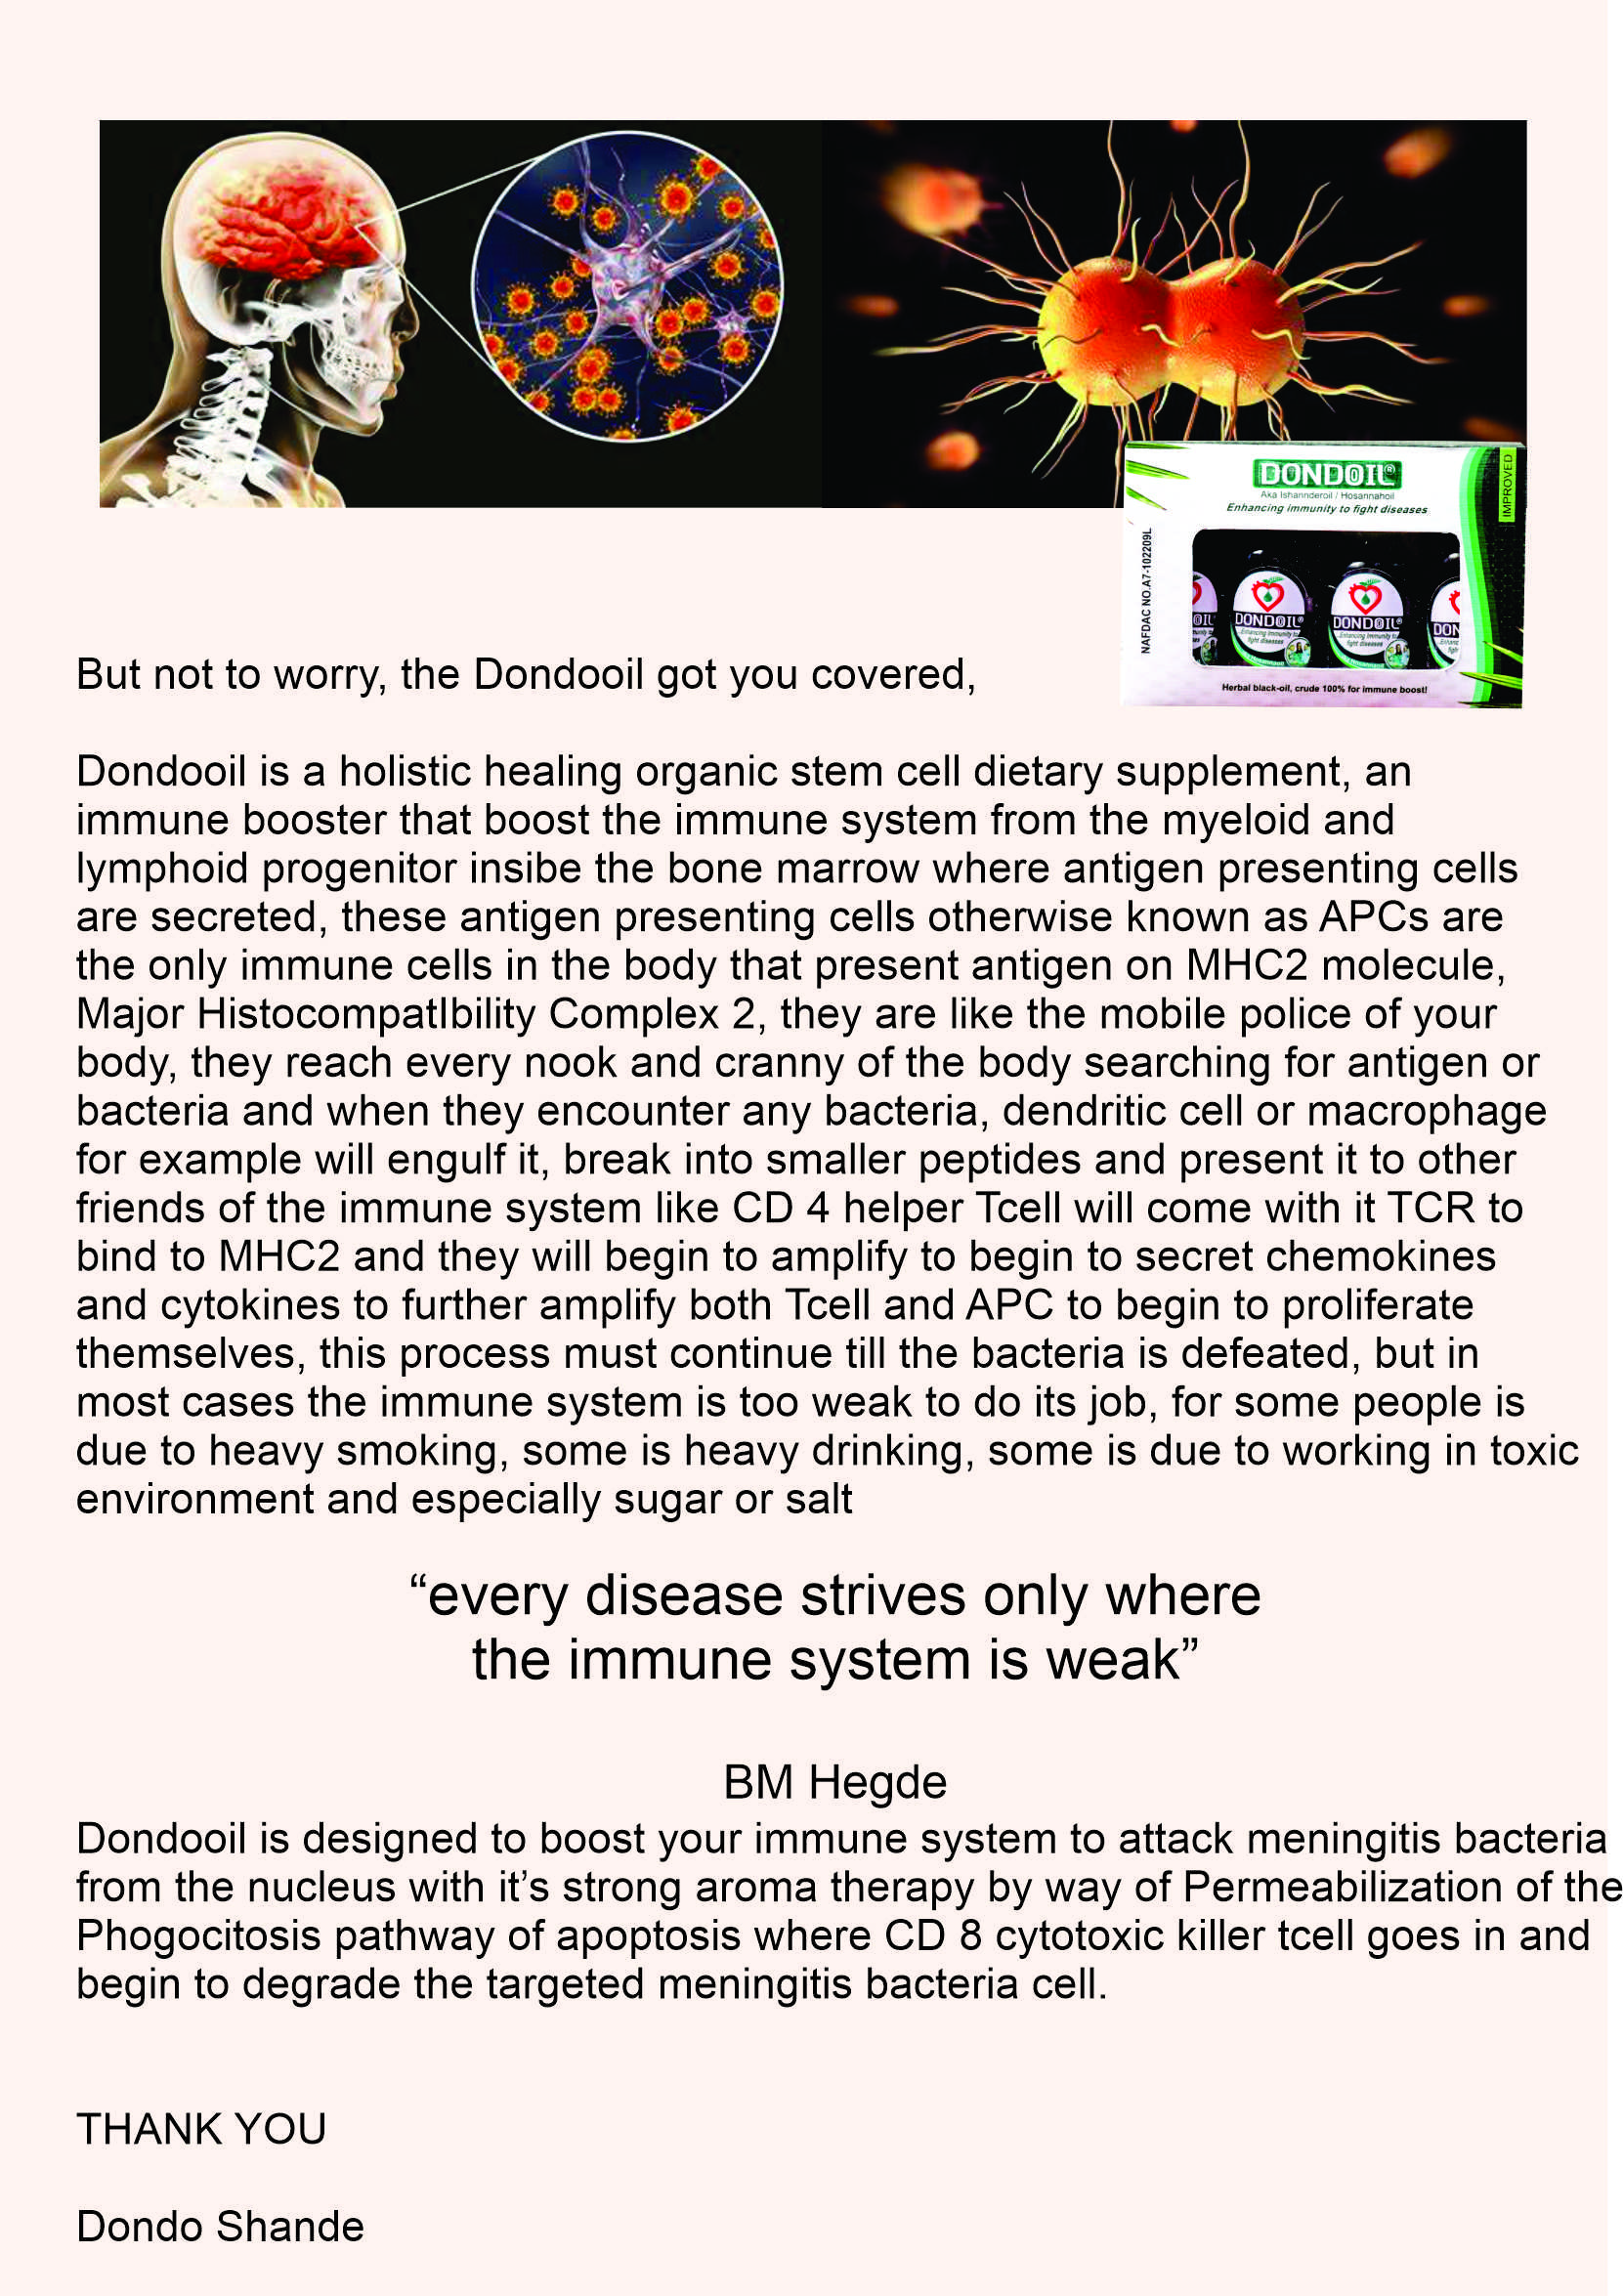 DONDOIL®
Aka Ishannderoil / Hosannahoil
Enhancing immunity to fight diseases
IMPROVED
NAFDAC NO.A7-102209L
DONDOIL®
Enhancing immunity to
fight diseases
DONDOIL®
Enhancing immunity to
fight diseases
DON
Herbal black-oil, crude 100% for immune boost!
But not to worry, the Dondooil got you covered,
Dondooil is a holistic healing organic stem cell dietary supplement, an
immune booster that boost the immune system from the myeloid and
lymphoid progenitor insibe the bone marrow where antigen presenting cells
are secreted, these antigen presenting cells otherwise known as APCs are
the only immune cells in the body that present antigen on MHC2 molecule,
Major HistocompatIbility Complex 2, they are like the mobile police of your
body, they reach every nook and cranny of the body searching for antigen or
bacteria and when they encounter any bacteria, dendritic cell or macrophage
for example will engulf it, break into smaller peptides and present it to other
friends of the immune system like CD 4 helper Tcell will come with it TCR to
bind to MHC2 and they will begin to amplify to begin to secret chemokines
and cytokines to further amplify both Tcell and APC to begin to proliferate
themselves, this process must continue till the bacteria is defeated, but in
most cases the immune system is too weak to do its job, for some people is
due to heavy smoking, some is heavy drinking, some is due to working in toxic
environment and especially sugar or salt
“every disease strives only where
the immune system is weak”
BM Hegde
Dondooil is designed to boost your immune system to attack meningitis bacteria
from the nucleus with it’s strong aroma therapy by way of Permeabilization of the
Phogocitosis pathway of apoptosis where CD 8 cytotoxic killer tcell goes in and
begin to degrade the targeted meningitis bacteria cell.
THANK YOU
Dondo Shande